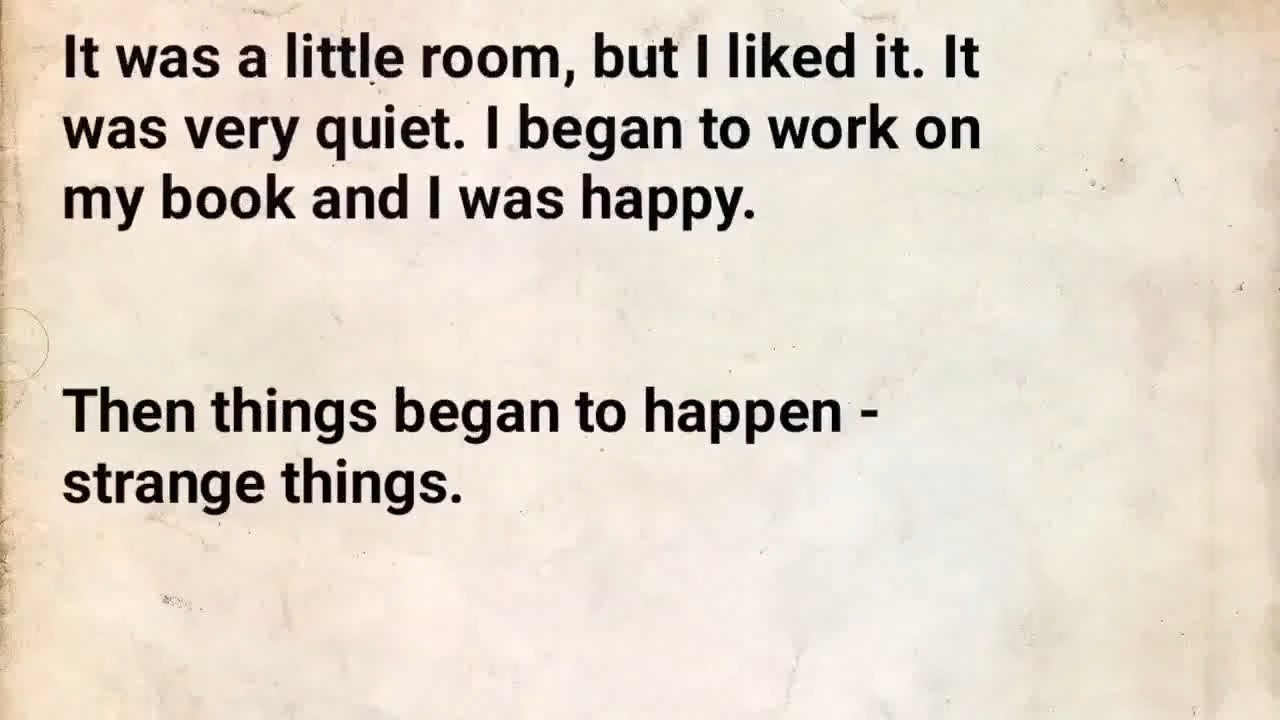 It was a little room, but I liked it. It
was very quiet. I began to work on
my book and I was happy.
Then things began to happen -
strange things.